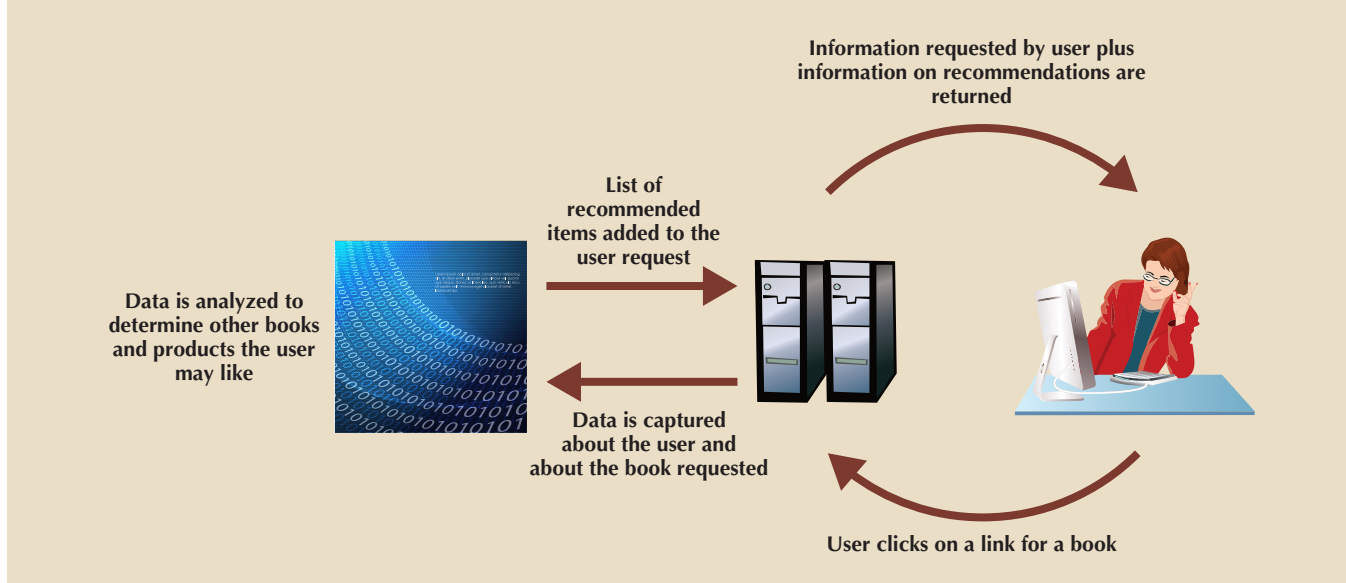 Information requested by user plus
information on recommendations are
returned
List of
recommended
items added to the
user request
Data is analyzed to
determine other books
and products the user
may like
Data is captured
about the user and
about the book requested
User clicks on a link for a book